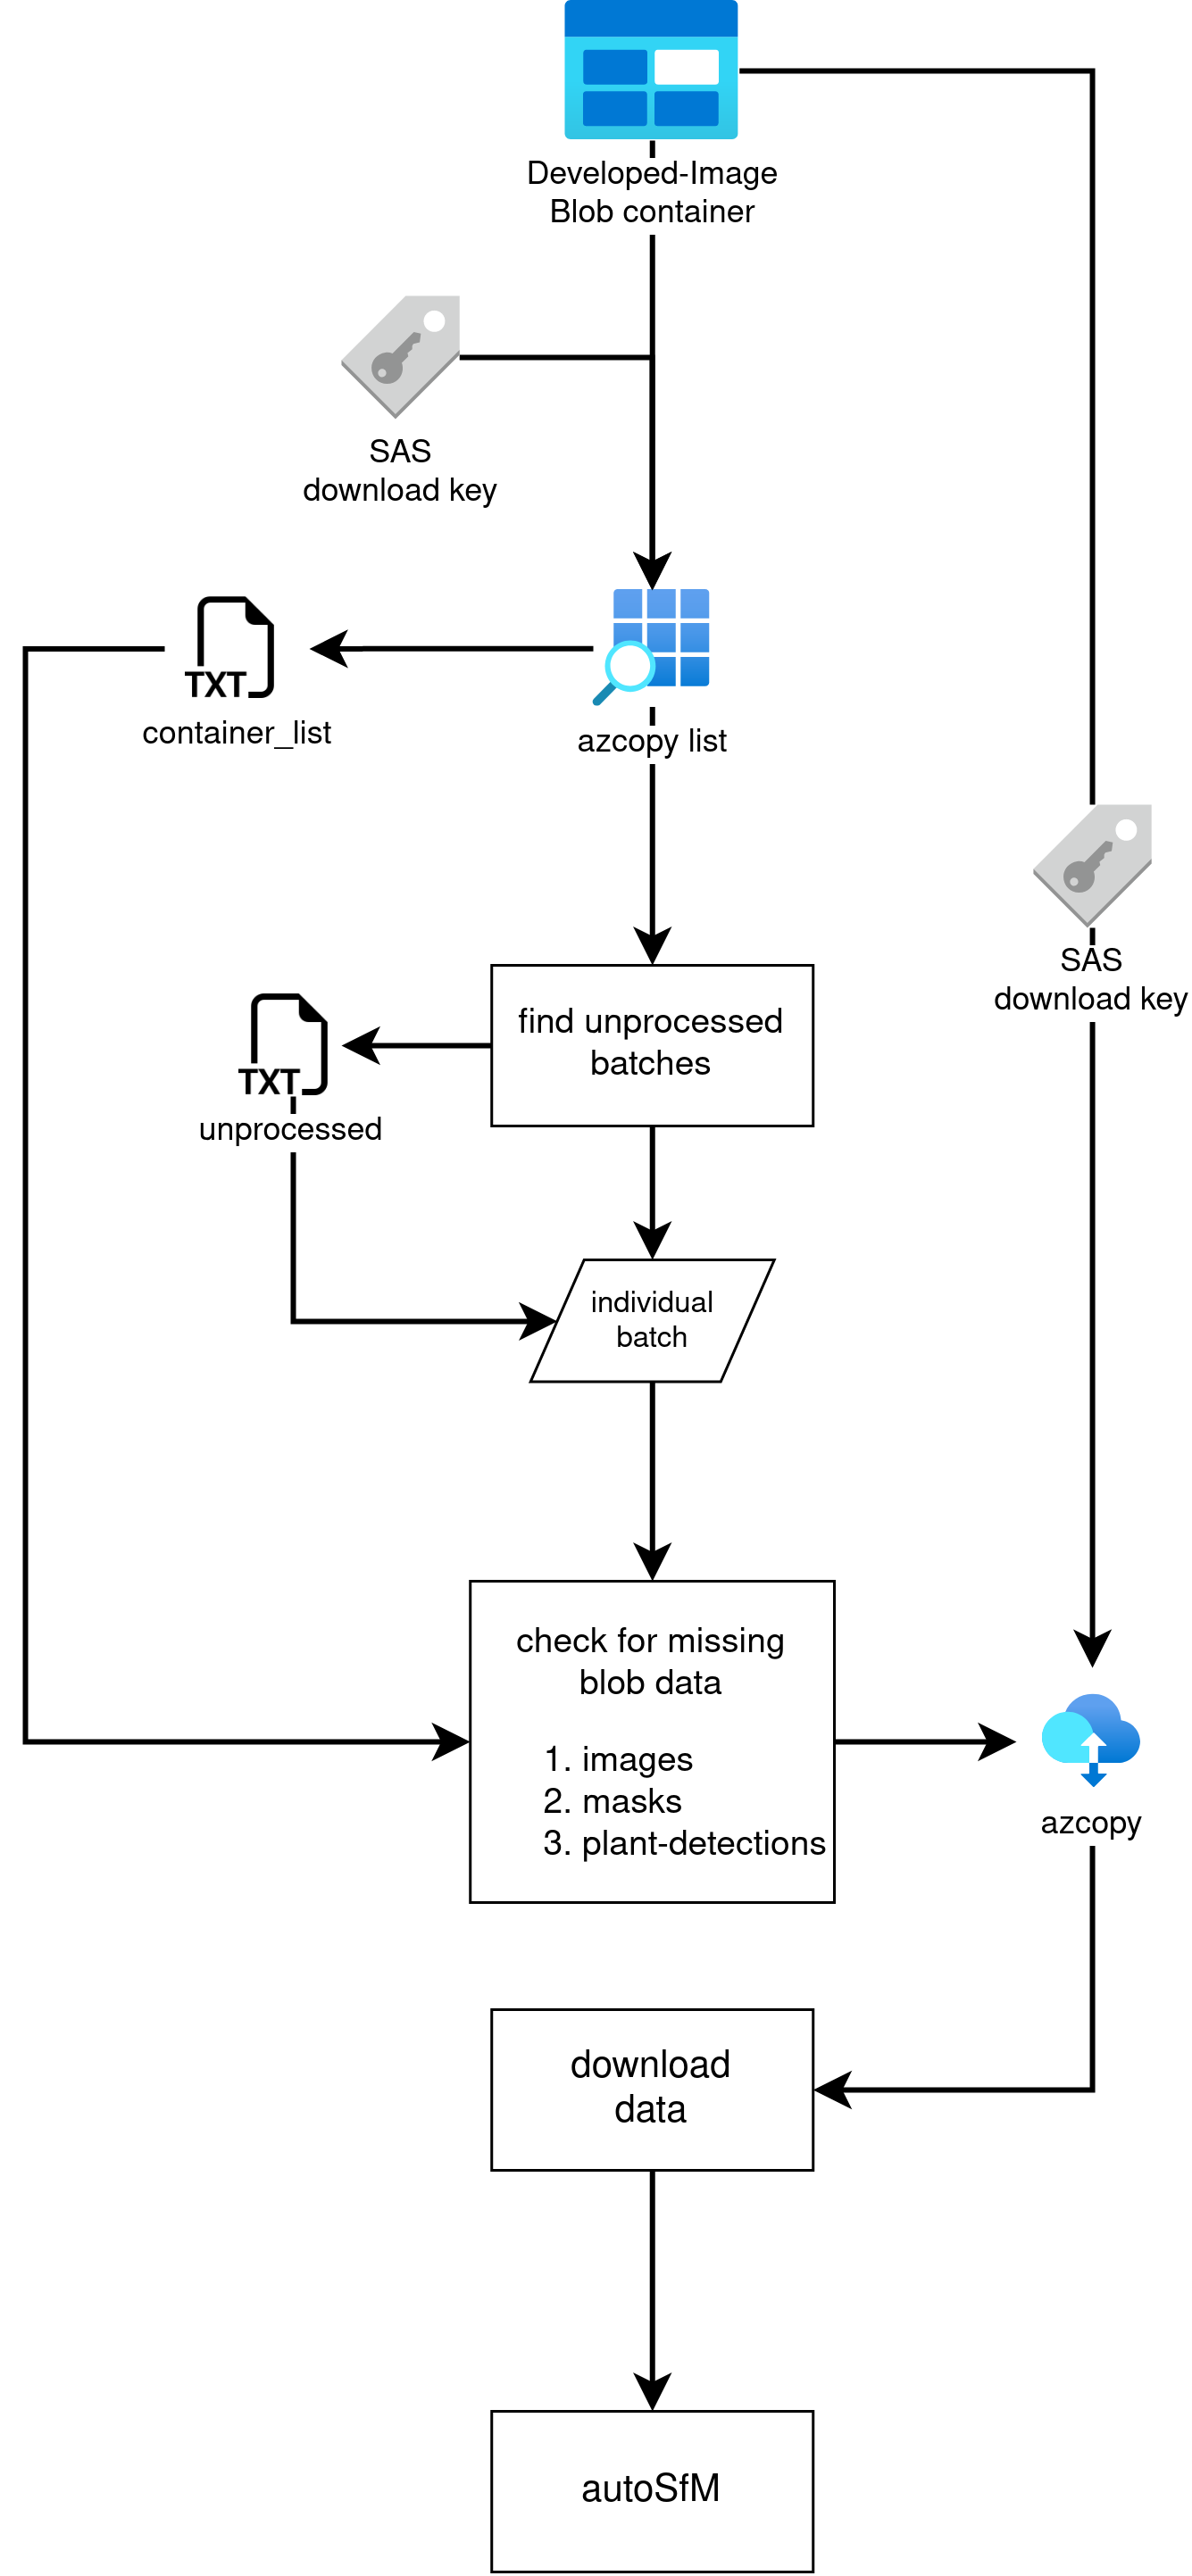 Developed-Image
Blob container
SAS
download key
TXT
container_list
azcopy list
SAS
download key
find unprocessed
batches
TXT
unprocessed
individual
batch
check for missing
blob data
1. images
2. masks
3. plant-detections
azcopy
download
data
autoSfM